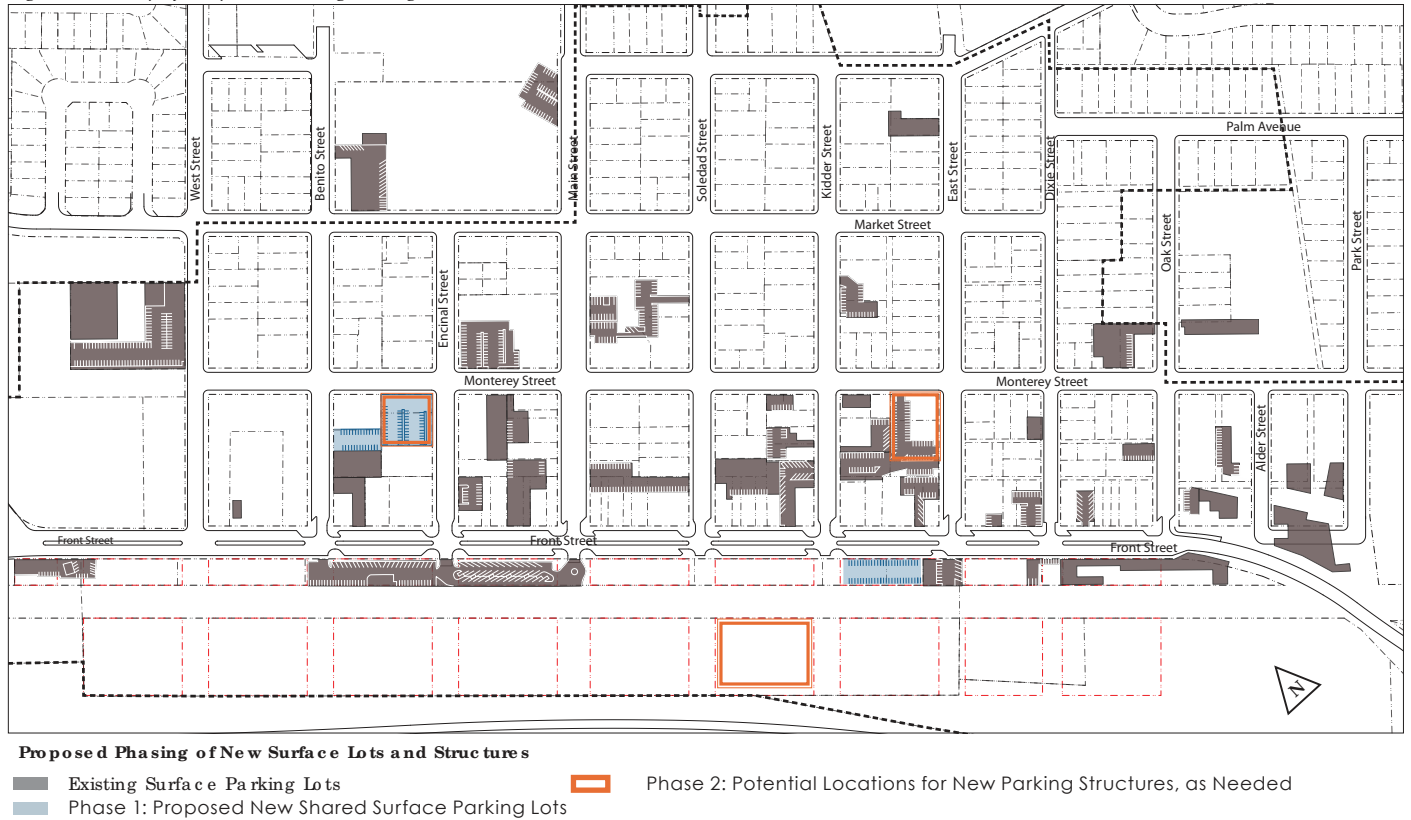 Palm Avenue
West Street
Benito Street
Main Street
Soledad Street
Kidder Street
East Street
Dixie Street
Market Street
Oak Street
Park Street
Encinal Street
Monterey Street
Monterey Street
Alder Street
Front Street
Front Street
Front Street
N
Proposed Phasing of New Surface Lots and Structures
Existing Surface Parking Lots
Phase 2: Potential Locations for New Parking Structures, as Needed
Phase 1: Proposed New Shared Surface Parking Lots